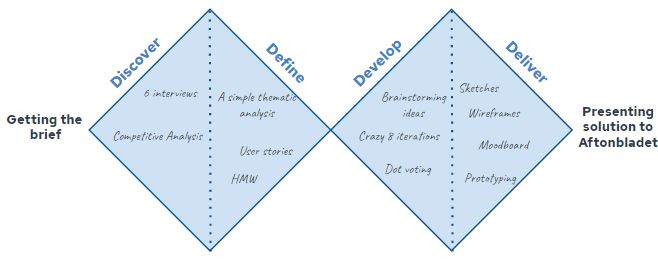 Getting the
brief
Discover
6 interviews
Competitive Analysis
Define
A simple thematic
analysis
User stories
HMW
Develop
Brainstorming
ideas
Crazy 8 iterations
Dot voting
Deliver
Sketches
Wireframes
Moodboard
Prototyping
Presenting
solution to
Aftonbladet